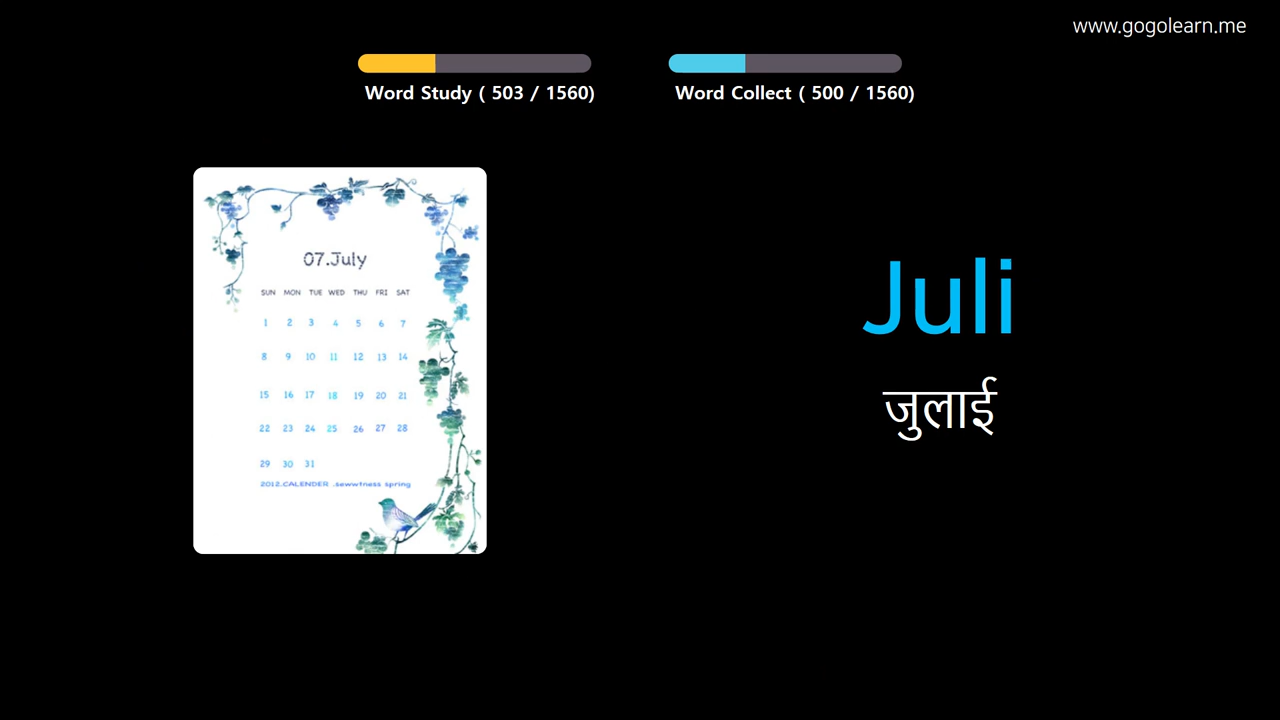 www.gogolearn.me
Word Study ( 503 / 1560)
Word Collect ( 500 / 1560)
07.July
SUN MON TUE WED THU FRI SAT
1 2 3 4 5 6 7
8 9 10 11 12 13 14
15 16 17 18 19 20 21
22 23 24 25 26 27 28
29 30 31
2012.CALENDER .sewwtness spring
Juli
जुलाई